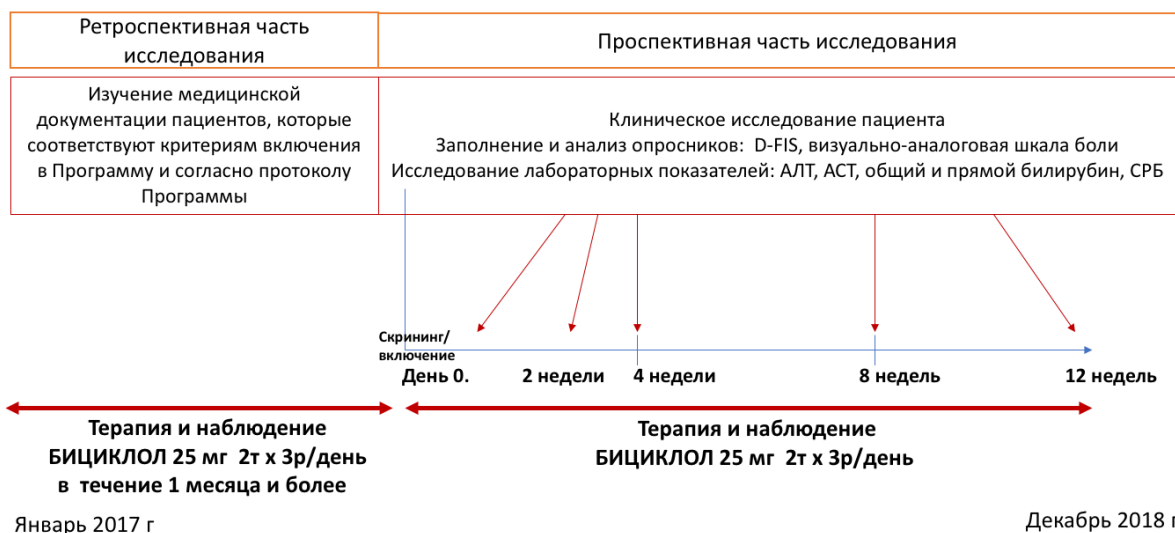 Ретроспективная часть
исследования
Проспективная часть исследования
Изучение медицинской
документации пациентов, которые
соответствуют критериям включения
в Программу и согласно протоколу
Программы
Клиническое исследование пациента
Заполнение и анализ опросников: D-FIS, визуально-аналоговая шкала боли
Исследование лабораторных показателей: АЛТ, АСТ, общий и прямой билирубин, СРБ
Скрининг/
включение
День 0.
2 недели
4 недели
8 недель
12 недель
Терапия и наблюдение
БИЦИКЛОЛ 25 мг 2т х 3р/день
в течение 1 месяца и более
Терапия и наблюдение
БИЦИКЛОЛ 25 мг 2т х 3р/день
Январь 2017 г
Декабрь 2018 г